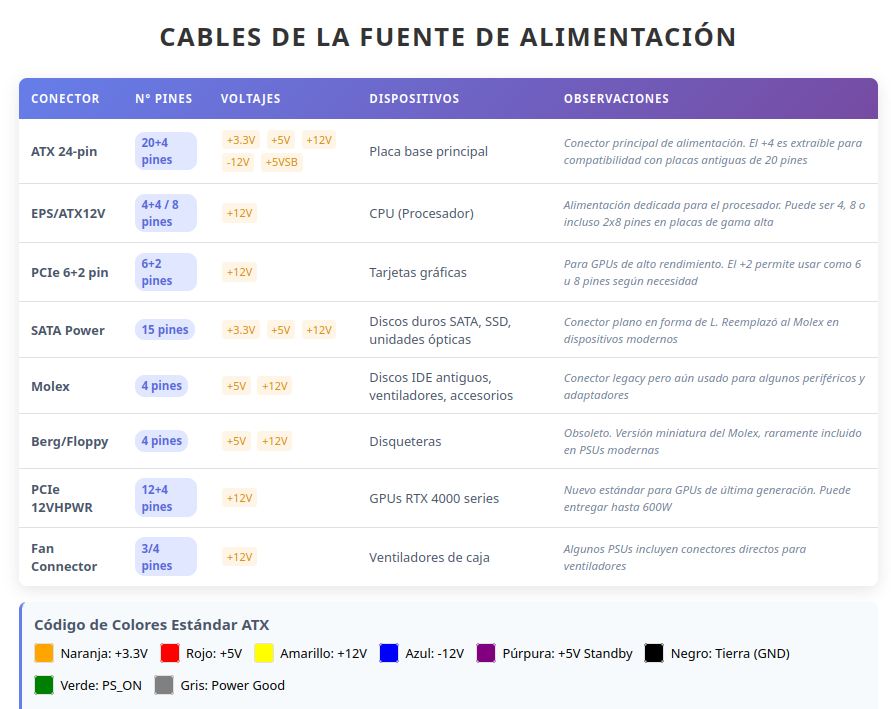 CABLES DE LA FUENTE DE ALIMENTACIÓN
CONECTOR N° PINES VOLTAJES DISPOSITIVOS OBSERVACIONES
ATX 24-pin 20+4 pines +3.3V +5V +12V -12V +5VSB Placa base principal Conector principal de alimentación. El +4 es extraíble para compatibilidad con placas antiguas de 20 pines
EPS/ATX12V 4+4 / 8 pines +12V CPU (Procesador) Alimentación dedicada para el procesador. Puede ser 4, 8 o incluso 2x8 pines en placas de gama alta
PCIe 6+2 pin 6+2 pines +12V Tarjetas gráficas Para GPUs de alto rendimiento. El +2 permite usar como 6 u 8 pines según necesidad
SATA Power 15 pines +3.3V +5V +12V Discos duros SATA, SSD, unidades ópticas Conector plano en forma de L. Reemplazó al Molex en dispositivos modernos
Molex 4 pines +5V +12V Discos IDE antiguos, ventiladores, accesorios Conector legacy pero aún usado para algunos periféricos y adaptadores
Berg/Floppy 4 pines +5V +12V Disqueteras Obsoleto. Versión miniatura del Molex, raramente incluido en PSUs modernas
PCIe 12VHPWR 12+4 pines +12V GPUs RTX 4000 series Nuevo estándar para GPUs de última generación. Puede entregar hasta 600W
Fan Connector 3/4 pines +12V Ventiladores de caja Algunos PSUs incluyen conectores directos para ventiladores
Código de Colores Estándar ATX
Naranja: +3.3V Rojo: +5V Amarillo: +12V Azul: -12V Púrpura: +5V Standby Negro: Tierra (GND)
Verde: PS_ON Gris: Power Good